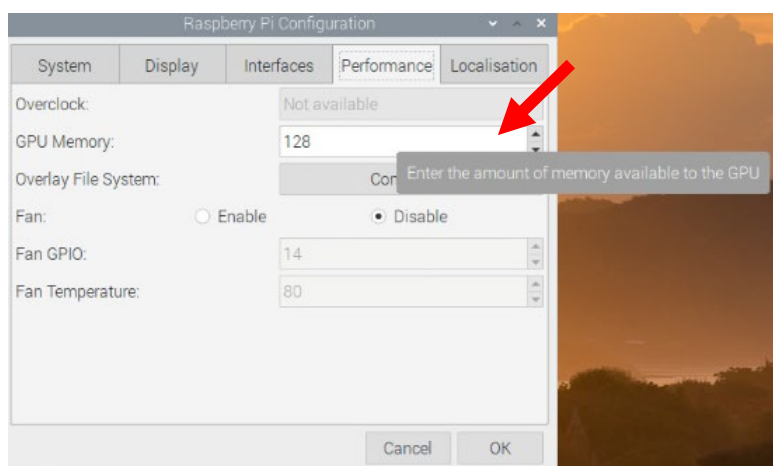 Raspberry Pi Configuration
System Display Interfaces Performance Localisation
Overclock: Not available
GPU Memory: 128
Enter the amount of memory available to the GPU
Overlay File System:
Fan: Enable Disable
Fan GPIO: 14
Fan Temperature: 80
Cancel OK